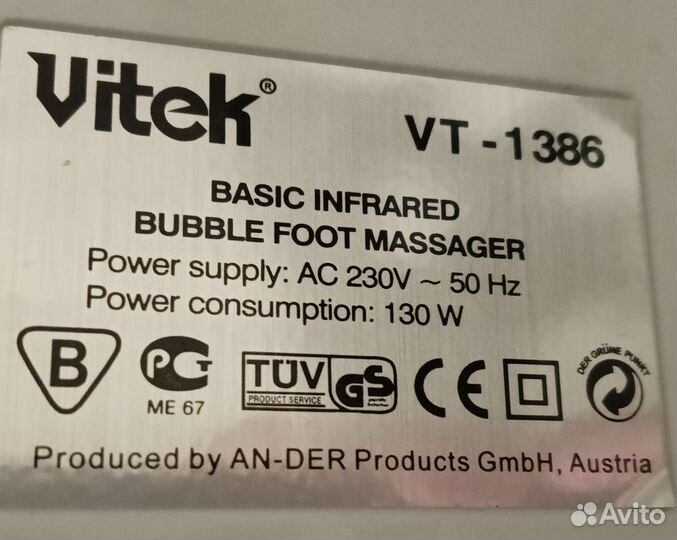 Vitek®
VT - 1386
BASIC INFRARED
BUBBLE FOOT MASSAGER
Power supply: AC 230V ~ 50 Hz
Power consumption: 130 W
B
РСТ
ME 67
TÜV
PRODUCT SERVICE
GS
CE
DER GRÜNE PUNKT
Produced by AN-DER Products GmbH, Austria
Avito